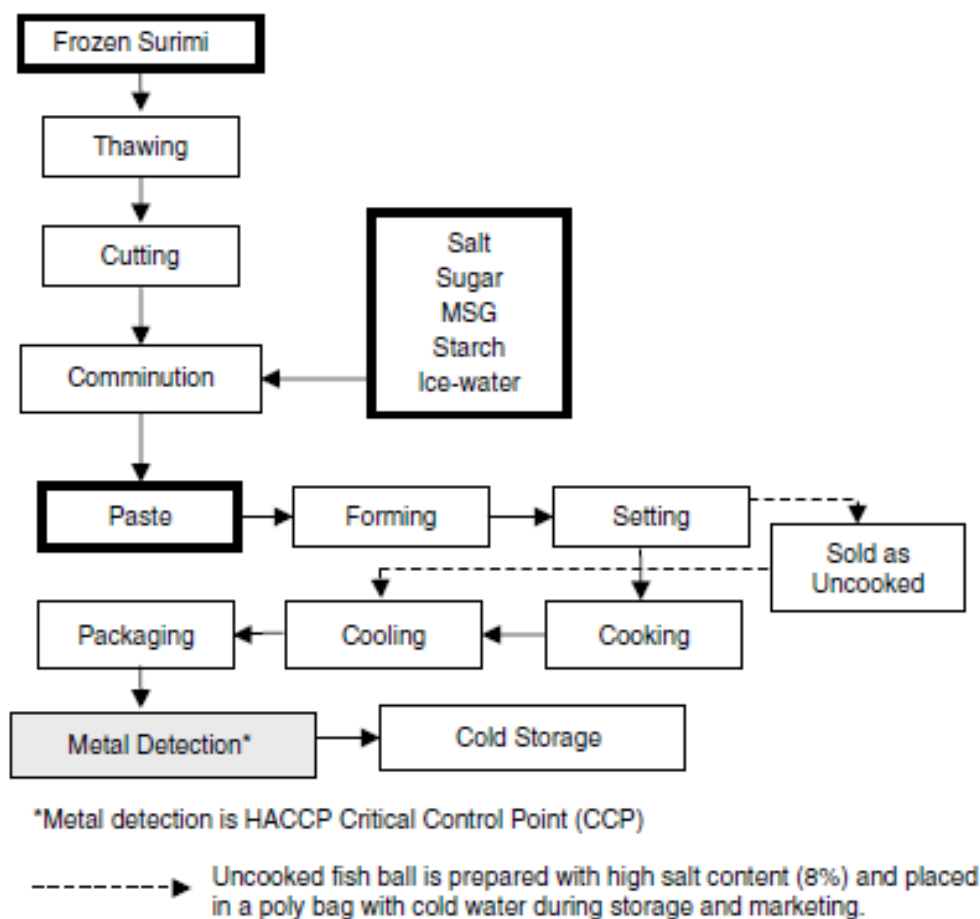 Frozen Surimi
Thawing
Cutting
Salt
Sugar
MSG
Starch
Ice-water
Comminution
Paste
Forming
Setting
Sold as
Uncooked
Packaging
Cooling
Cooking
Metal Detection*
Cold Storage
*Metal detection is HACCP Critical Control Point (CCP)
Uncooked fish ball is prepared with high salt content (8%) and placed
in a poly bag with cold water during storage and marketing.